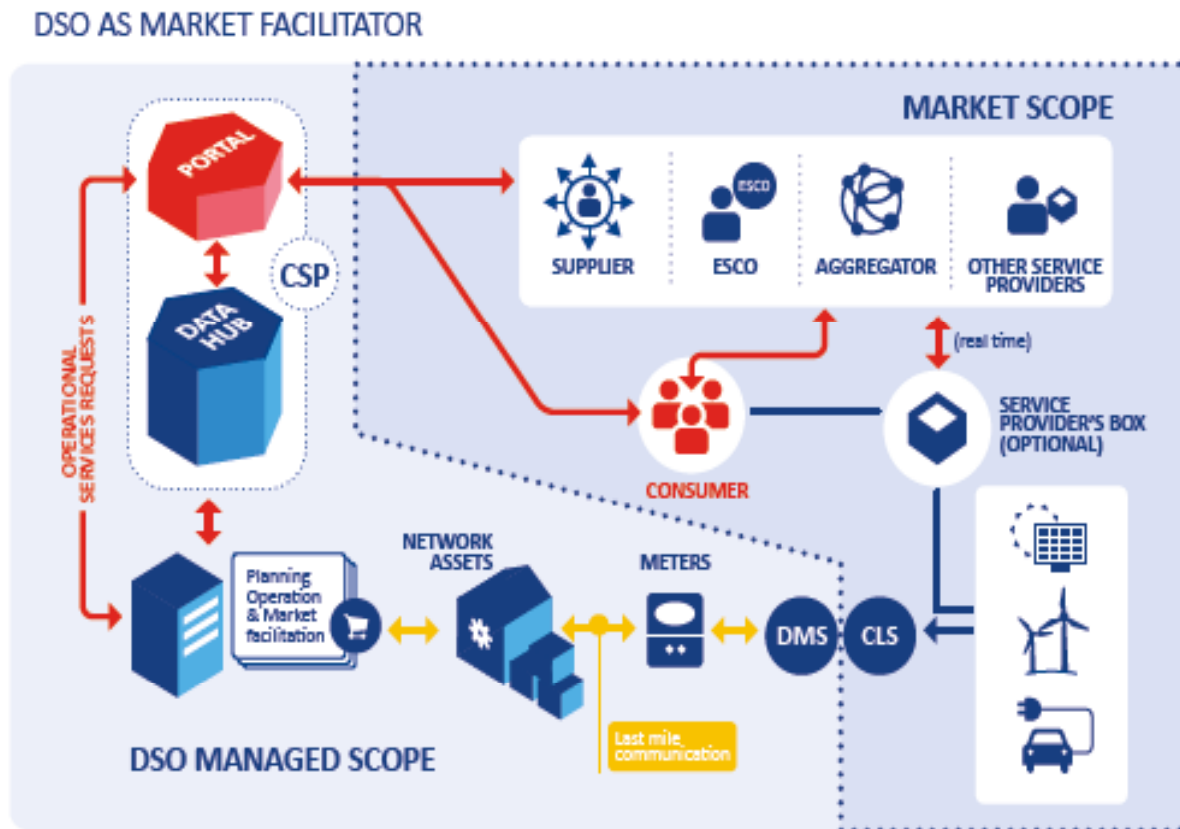 DSO AS MARKET FACILITATOR
MARKET SCOPE
PORTAL
CSP
DATA
HUB
OPERATIONAL
SERVICES REQUESTS
SUPPLIER
ESCO
ESCO
AGGREGATOR
OTHER SERVICE
PROVIDERS
(real time)
SERVICE
PROVIDER'S BOX
(OPTIONAL)
CONSUMER
NETWORK
ASSETS
METERS
Planning
Operation
& Market
facilitation
DMS
CLS
Last mile
communication
DSO MANAGED SCOPE